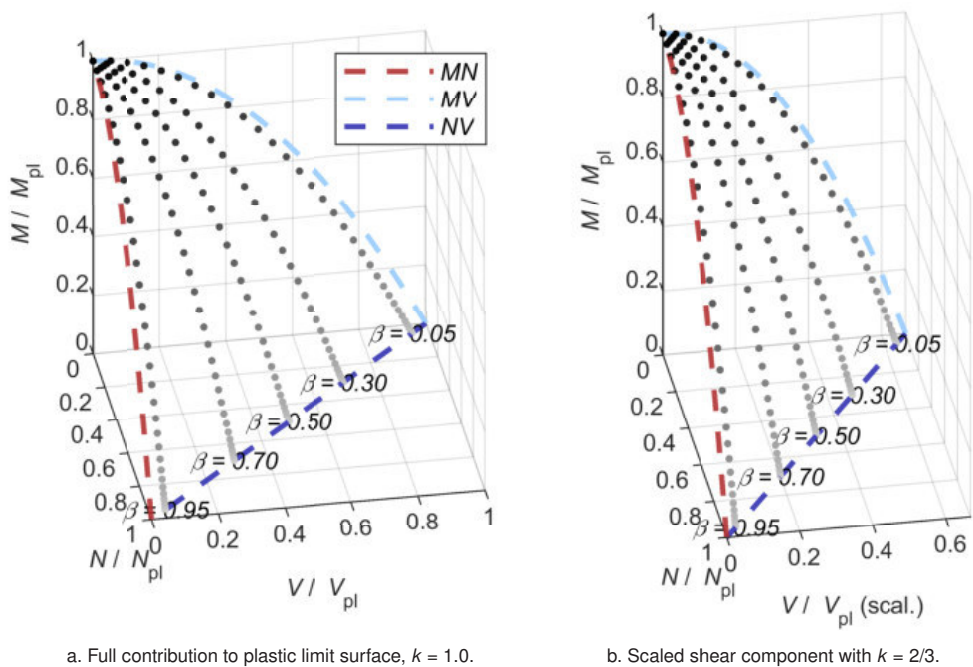 1
0.8
0.6
0.4
0.2
0
M / M_pl
0
0.2
0.4
0.6
0.8
1
N / N_pl
0
0.2
0.4
0.6
0.8
1
V / V_pl
MN
MV
NV
β = 0.05
β = 0.30
β = 0.50
β = 0.70
β = 0.95
a. Full contribution to plastic limit surface, k = 1.0.
1
0.8
0.6
0.4
0.2
0
M / M_pl
0
0.2
0.4
0.6
0.8
1
N / N_pl
0
0.2
0.4
0.6
V / V_pl (scal.)
β = 0.05
β = 0.30
β = 0.50
β = 0.70
β = 0.95
b. Scaled shear component with k = 2/3.